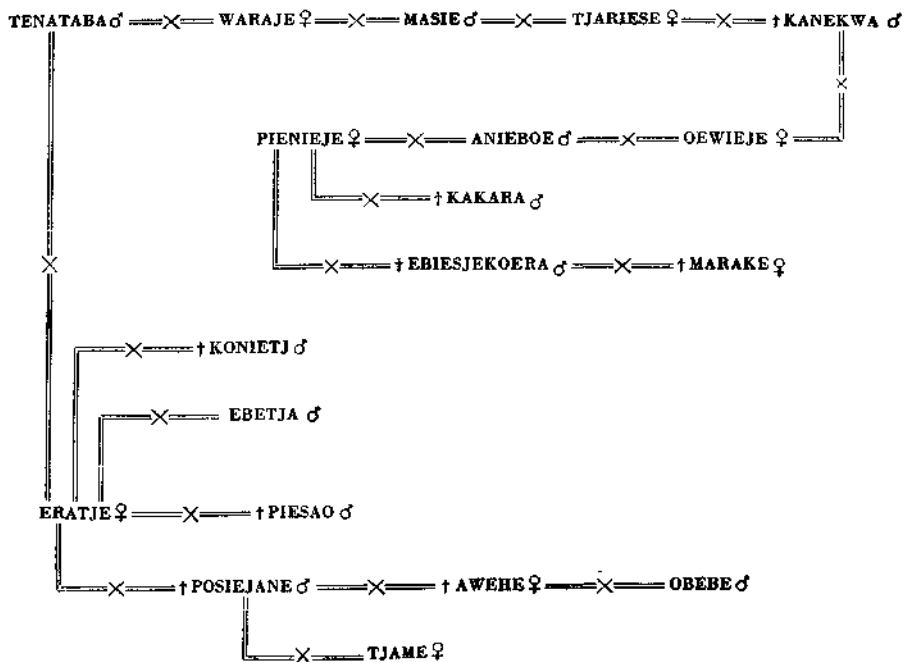 TENATABA♂ × WARAJE♀ × MASIE♂ × TJARIESE♀ × †KANEKWA♂
×
PIENIEJE♀ × ANIEBOE♂ × OEWIEJE♀
× †KAKARA♂
× × †EBIESJEKOERA♂ × †MARAKE♀
× †KONIETJ♂
× EBETJA♂
ERATJE♀ × †PIESAO♂
× †POSIEJANE♂ × †AWEHE♀ × OBEBE♂
× TJAME♀